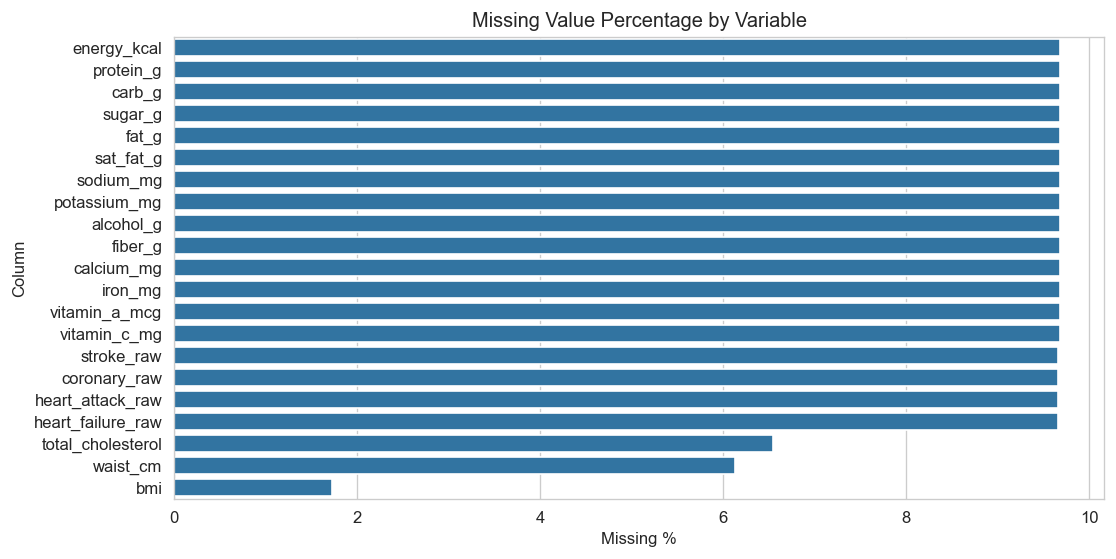 Missing Value Percentage by Variable
Column
energy_kcal
protein_g
carb_g
sugar_g
fat_g
sat_fat_g
sodium_mg
potassium_mg
alcohol_g
fiber_g
calcium_mg
iron_mg
vitamin_a_mcg
vitamin_c_mg
stroke_raw
coronary_raw
heart_attack_raw
heart_failure_raw
total_cholesterol
waist_cm
bmi
0 2 4 6 8 10
Missing %